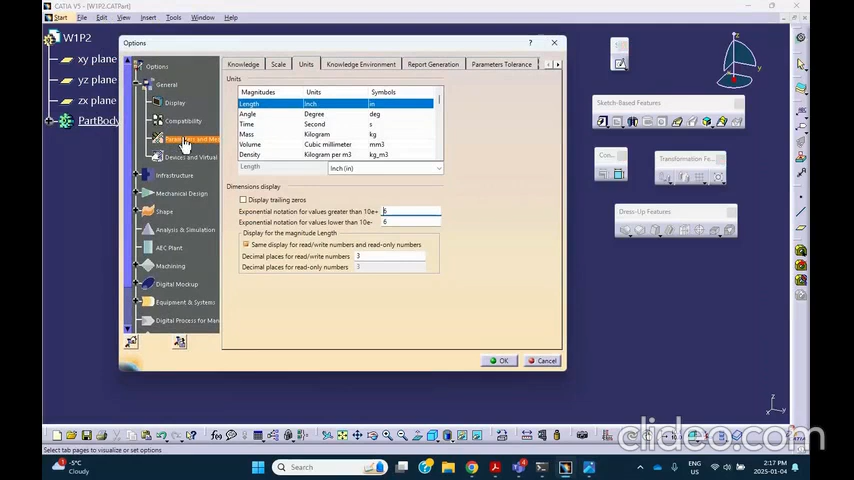 CATIA V5 - [W1P2.CATPart]
Start File Edit View Insert Tools Window Help
W1P2
xy plane
yz plane
zx plane
PartBody
Options
? 
Options
General
Display
Compatibility
Parameters and Mea
Devices and Virtual
Infrastructure
Mechanical Design
Shape
Analysis & Simulation
AEC Plant
Machining
Digital Mockup
Equipment & Systems
Digital Process for Man
Knowledge Scale Units Knowledge Environment Report Generation Parameters Tolerance
Units
Magnitudes Units Symbols
Length Inch in
Angle Degree deg
Time Second s
Mass Kilogram kg
Volume Cubic millimeter mm3
Density Kilogram per m3 kg_m3
Length Inch (in)
Dimensions display
Display trailing zeros
Exponential notation for values greater than 10e+ 6
Exponential notation for values lower than 10e- 6
Display for the magnitude Length
Same display for read/write numbers and read-only numbers
Decimal places for read/write numbers 3
Decimal places for read-only numbers 3
OK Cancel
Sketch-Based Features
Con...
Transformation Fe...
Dress-Up Features
z
x
clideo.com
Select tab pages to visualize or set options
-5°C
Cloudy
Search
ENG
US
2:17 PM
2025-01-04